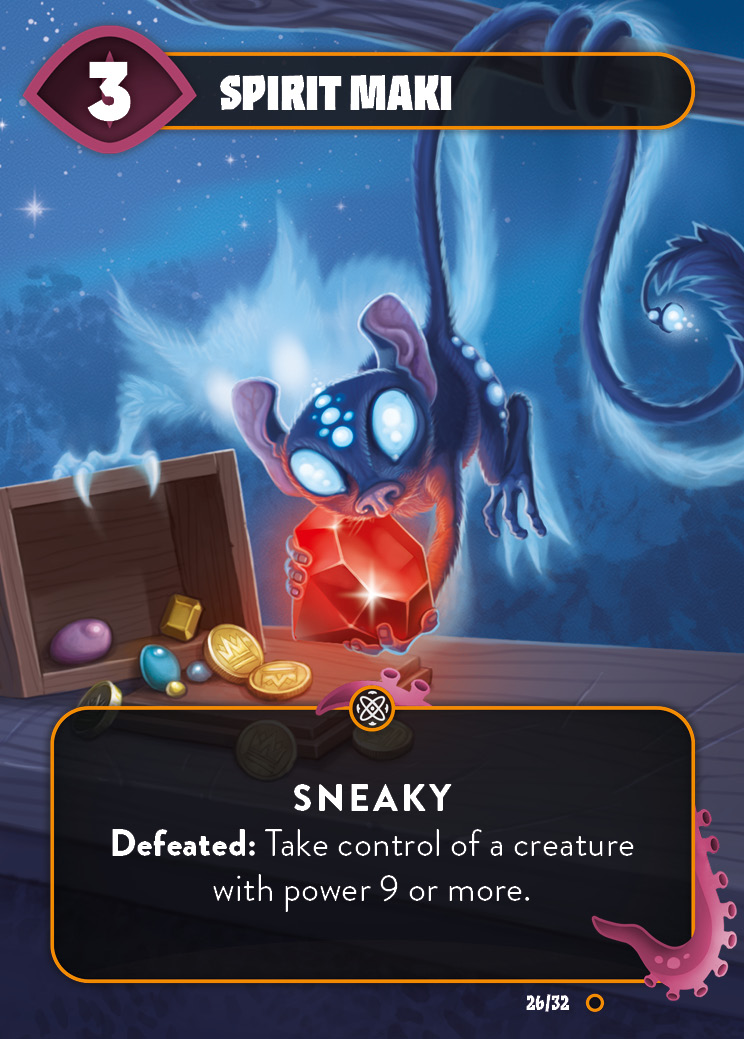 3
SPIRIT MAKI
SNEAKY
Defeated: Take control of a creature
with power 9 or more.
26/32